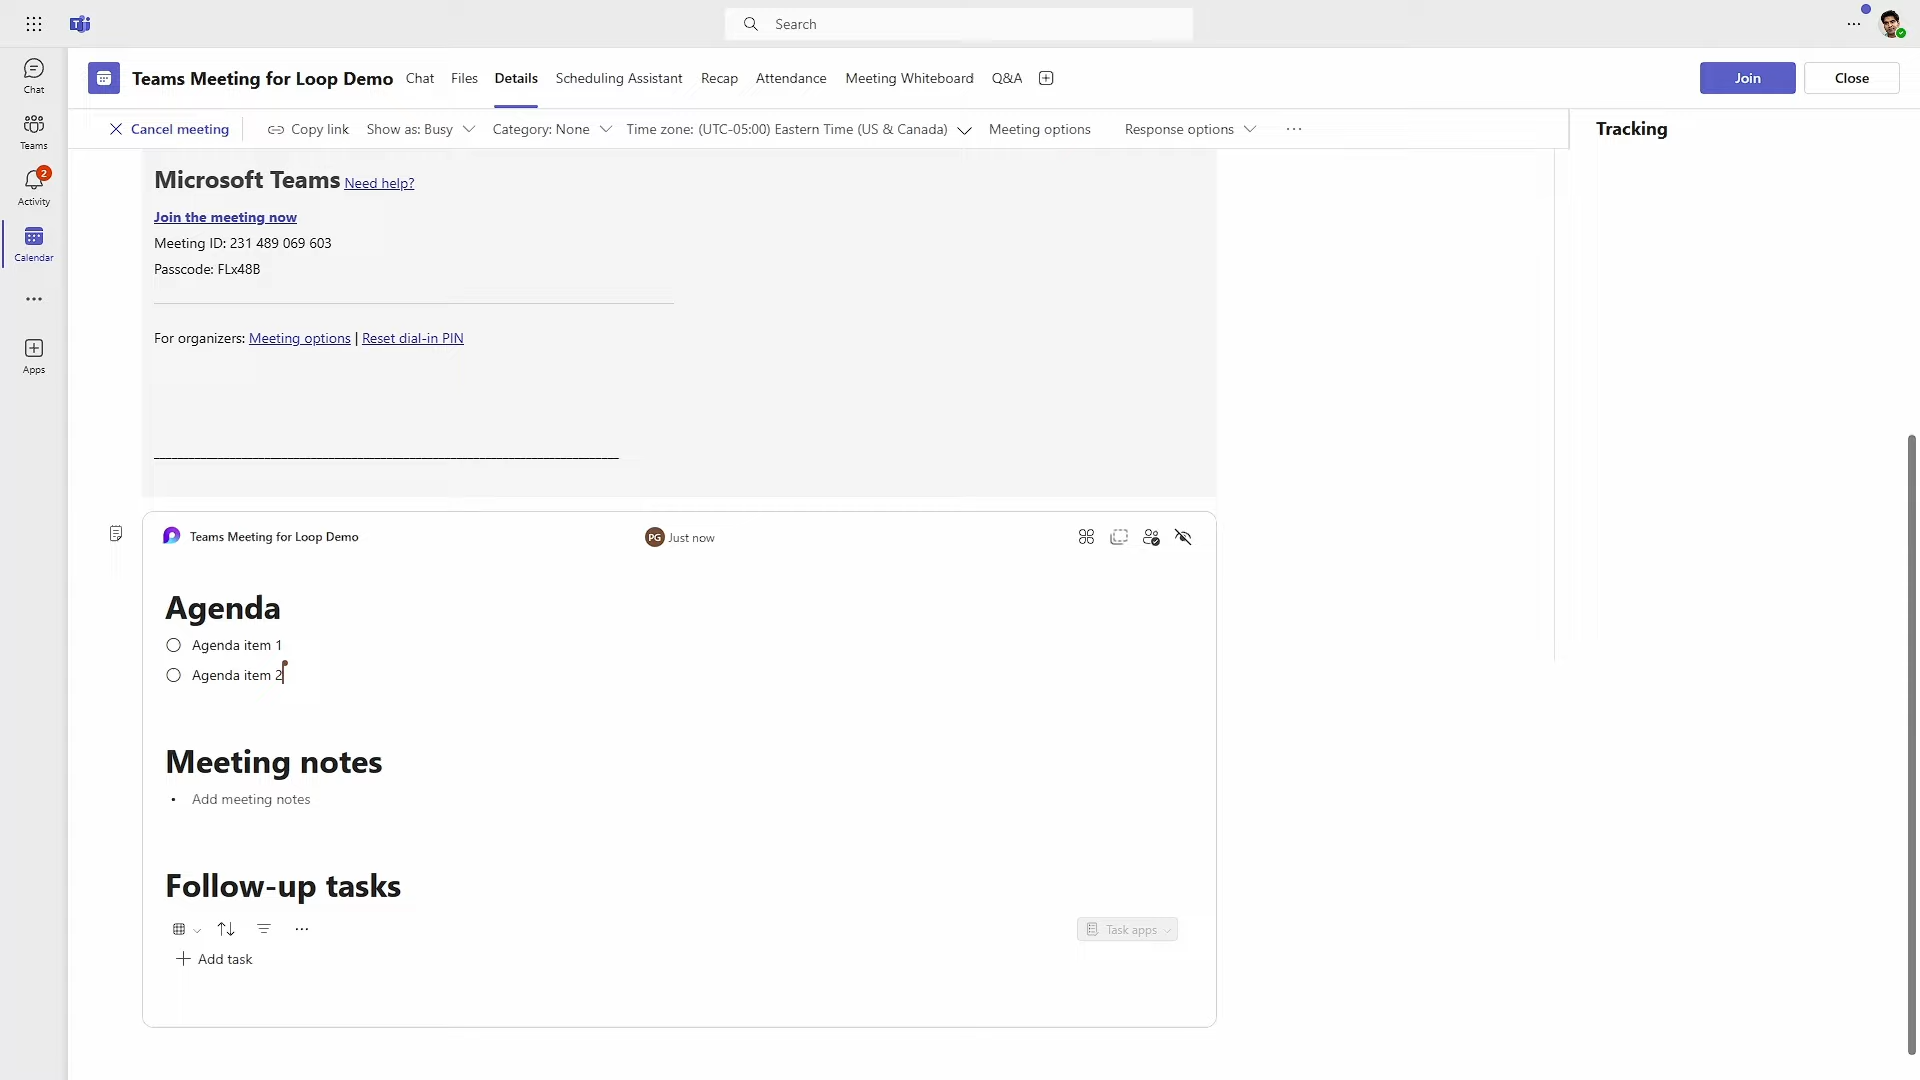 Search
Chat
Teams
2
Activity
Calendar
Apps
Teams Meeting for Loop Demo
Chat
Files
Details
Scheduling Assistant
Recap
Attendance
Meeting Whiteboard
Q&A
Join
Close
Cancel meeting
Copy link
Show as: Busy
Category: None
Time zone: (UTC-05:00) Eastern Time (US & Canada)
Meeting options
Response options
Tracking
Microsoft Teams Need help?
Join the meeting now
Meeting ID: 231 489 069 603
Passcode: FLx48B
For organizers: Meeting options | Reset dial-in PIN
Teams Meeting for Loop Demo
PG Just now
Agenda
Agenda item 1
Agenda item 2
Meeting notes
• Add meeting notes
Follow-up tasks
Task apps
Add task